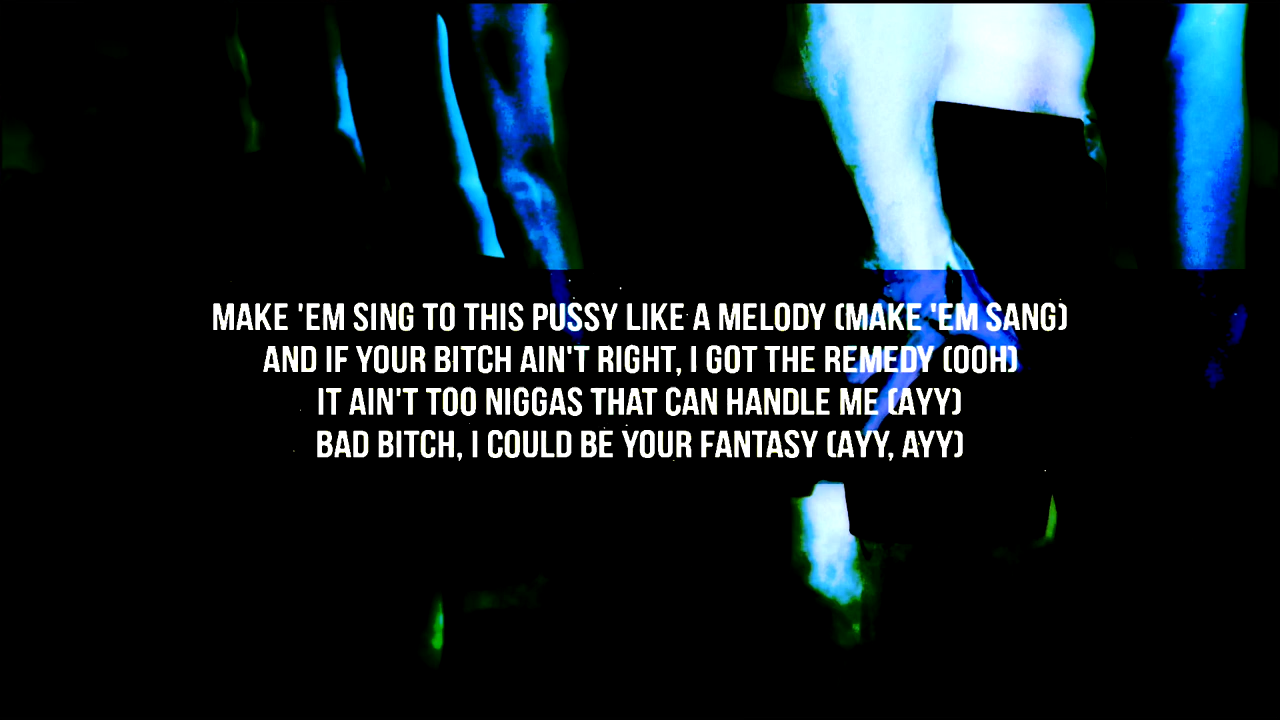 MAKE 'EM SING TO THIS PUSSY LIKE A MELODY (MAKE 'EM SANG)
AND IF YOUR BITCH AIN'T RIGHT, I GOT THE REMEDY (OOH)
IT AIN'T TOO NIGGAS THAT CAN HANDLE ME (AYY)
BAD BITCH, I COULD BE YOUR FANTASY (AYY, AYY)